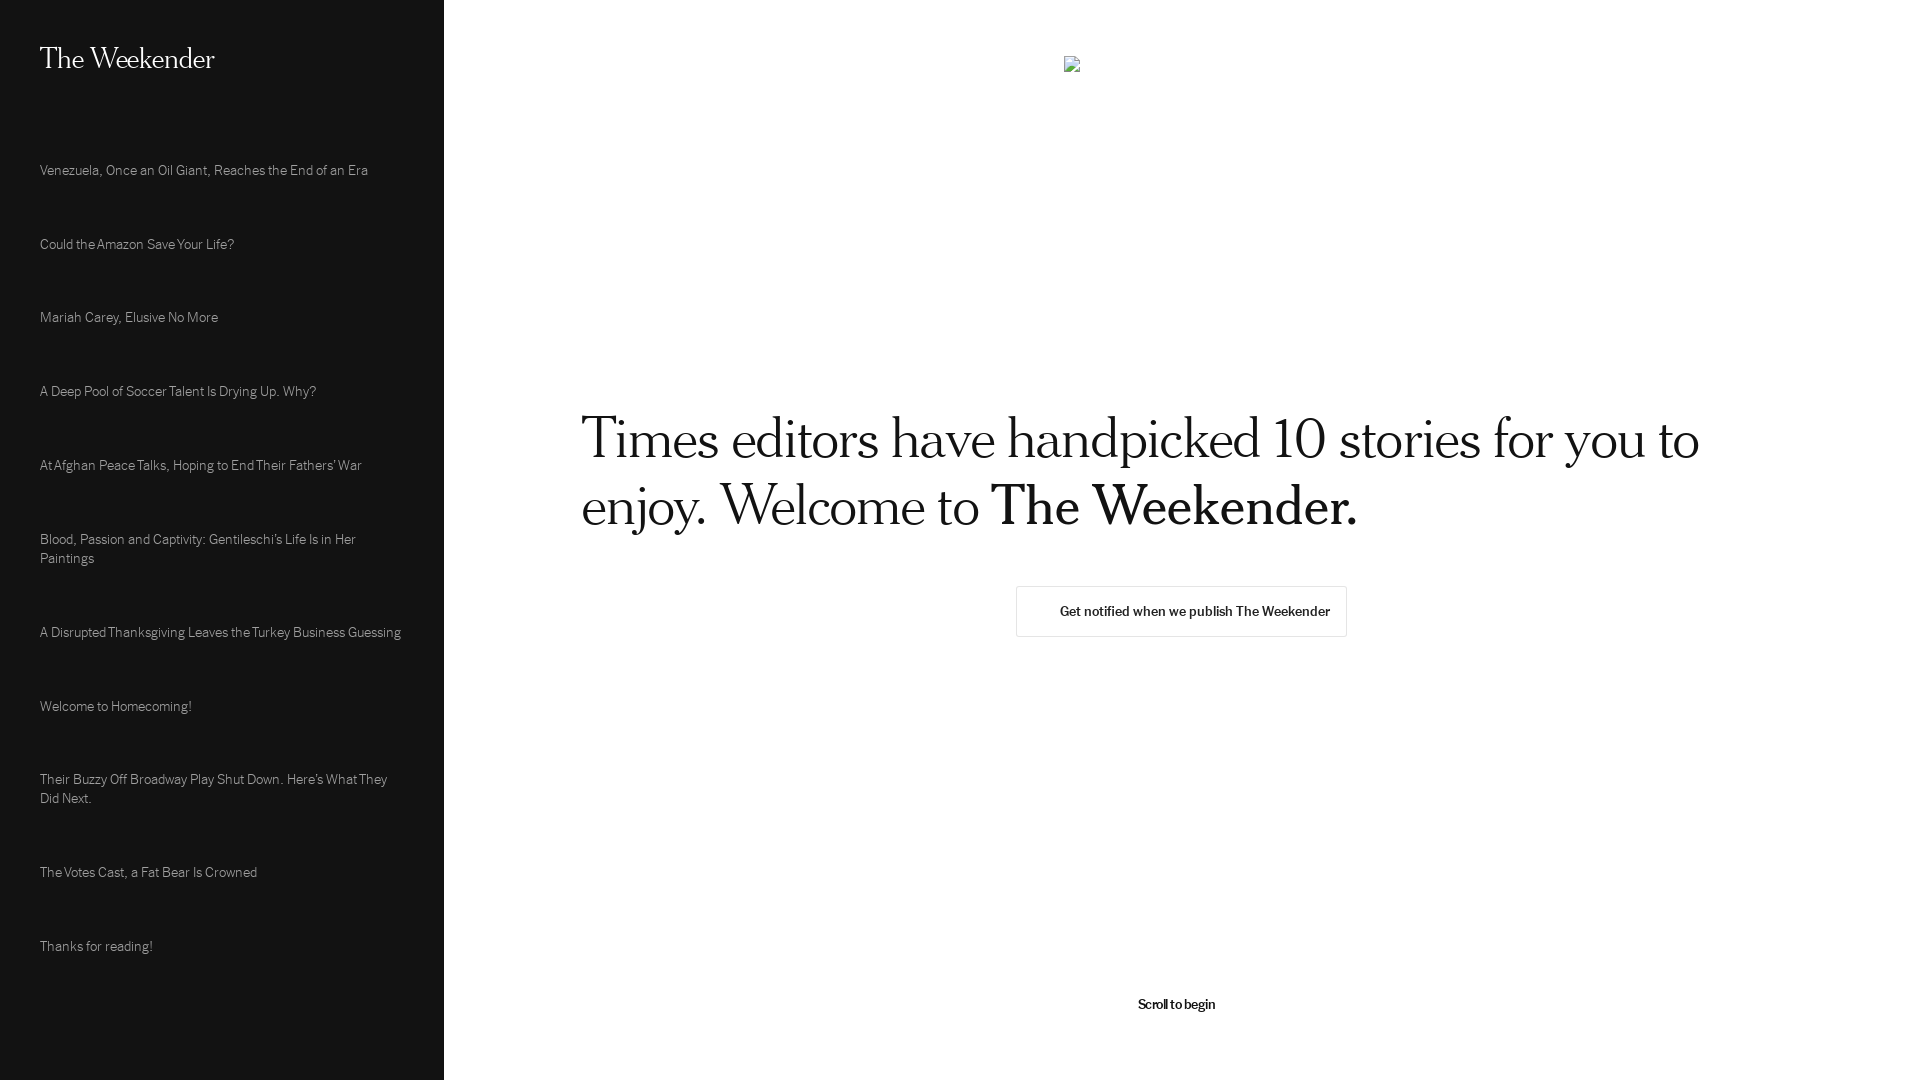 The Weekender
Venezuela, Once an Oil Giant, Reaches the End of an Era
Could the Amazon Save Your Life?
Mariah Carey, Elusive No More
A Deep Pool of Soccer Talent Is Drying Up. Why?
At Afghan Peace Talks, Hoping to End Their Fathers’ War
Blood, Passion and Captivity: Gentileschi’s Life Is in Her
Paintings
A Disrupted Thanksgiving Leaves the Turkey Business Guessing
Welcome to Homecoming!
Their Buzzy Off Broadway Play Shut Down. Here’s What They
Did Next.
The Votes Cast, a Fat Bear Is Crowned
Thanks for reading!
Times editors have handpicked 10 stories for you to
enjoy. Welcome to The Weekender.
Get notified when we publish The Weekender
Scroll to begin